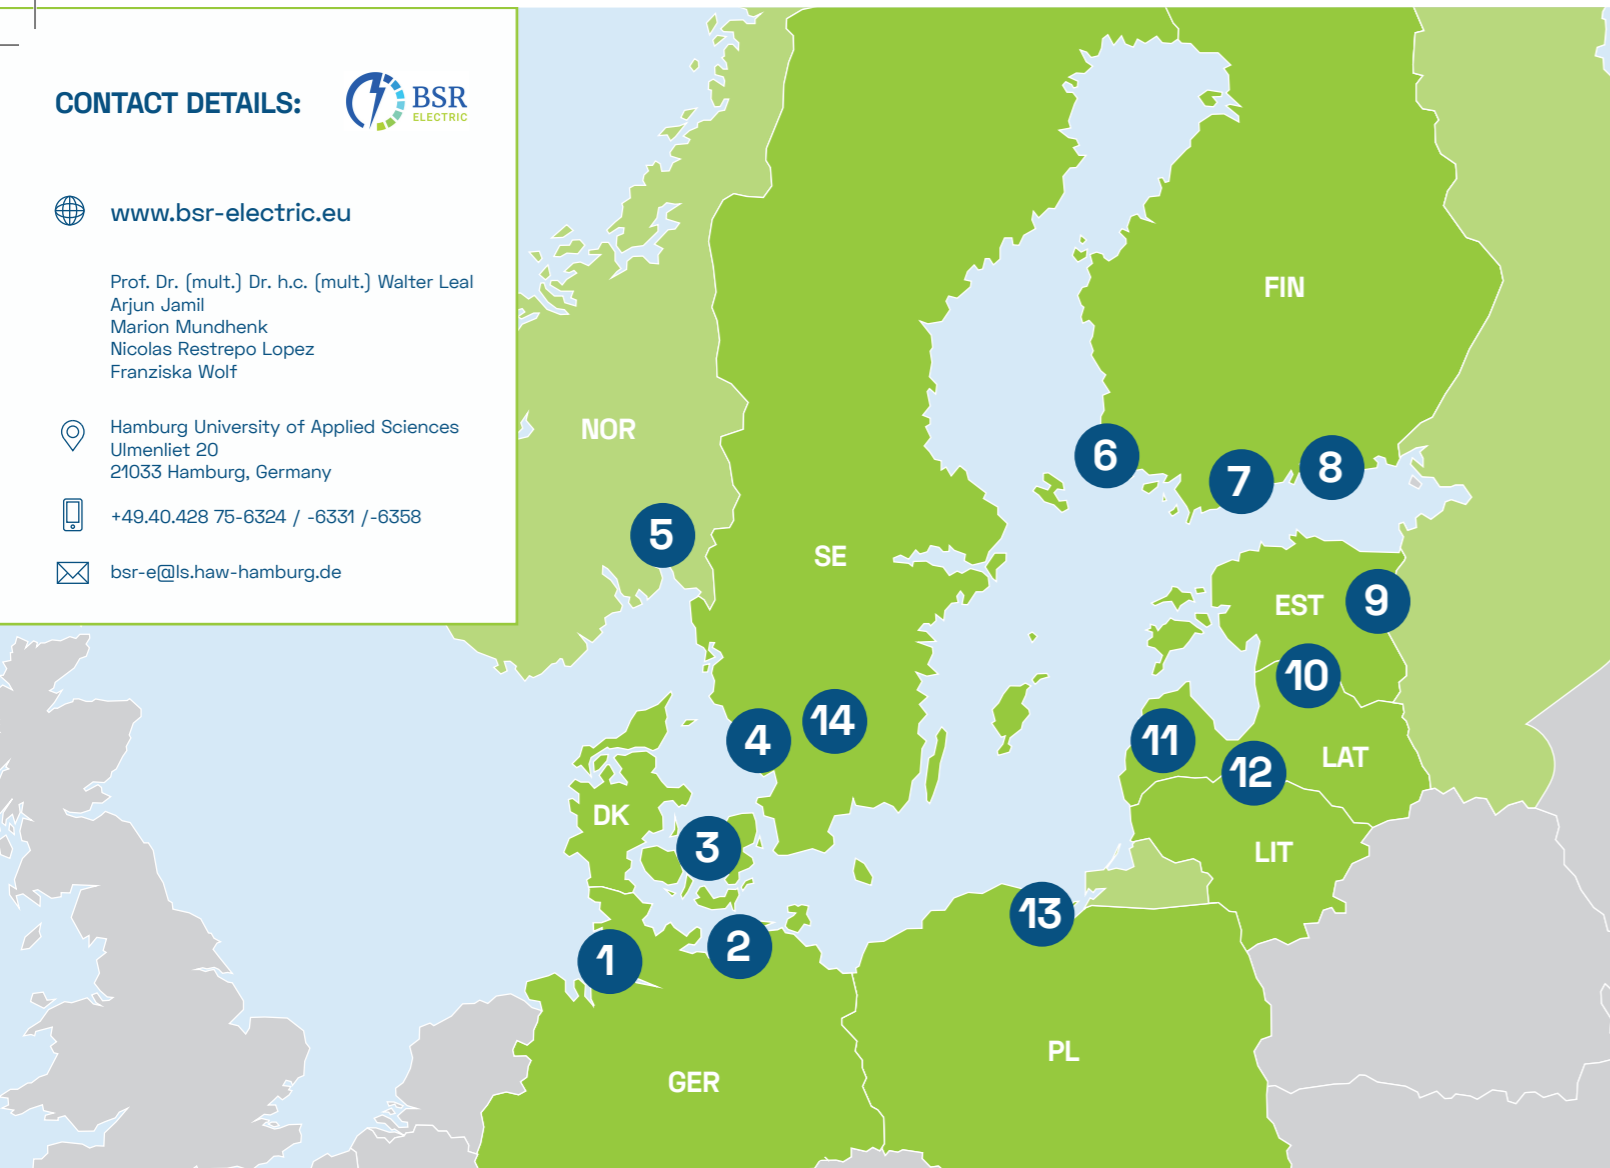 CONTACT DETAILS:
BSR
ELECTRIC
www.bsr-electric.eu
Prof. Dr. (mult.) Dr. h.c. (mult.) Walter Leal
Arjun Jamil
Marion Mundhenk
Nicolas Restrepo Lopez
Franziska Wolf
Hamburg University of Applied Sciences
Ulmenliet 20
21033 Hamburg, Germany
+49.40.428 75-6324 / -6331 /-6358
bsr-e@ls.haw-hamburg.de
FIN
NOR
6
7
8
5
SE
EST
9
10
14
4
11
12
LAT
DK
3
LIT
13
2
1
PL
GER